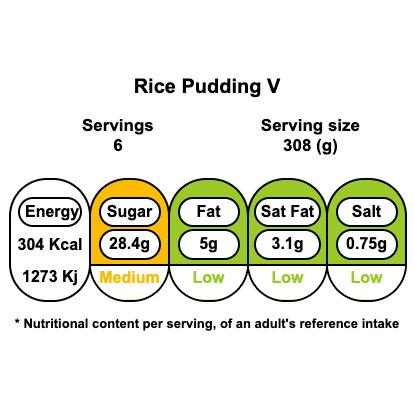 Rice Pudding V
Servings Serving size
6 308 (g)
Energy Sugar Fat Sat Fat Salt
304 Kcal 28.4g 5g 3.1g 0.75g
1273 Kj Medium Low Low Low
* Nutritional content per serving, of an adult's reference intake